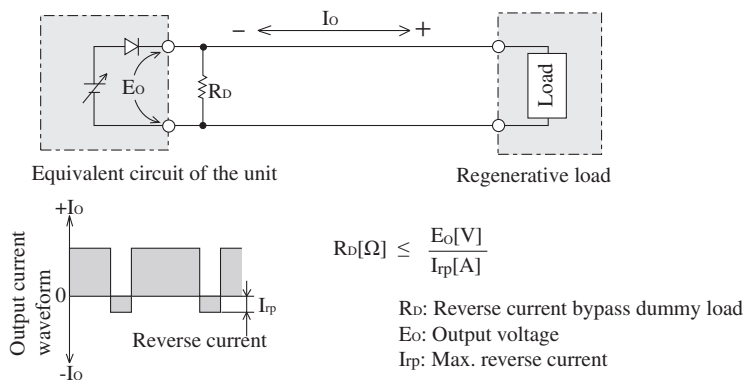 Io
− +
Eo
RD
Load
Equivalent circuit of the unit
Regenerative load
+Io
Output current
waveform
0
-Io
Irp
Reverse current
RD[Ω] ≤ Eo[V]
Irp[A]
RD: Reverse current bypass dummy load
Eo: Output voltage
Irp: Max. reverse current